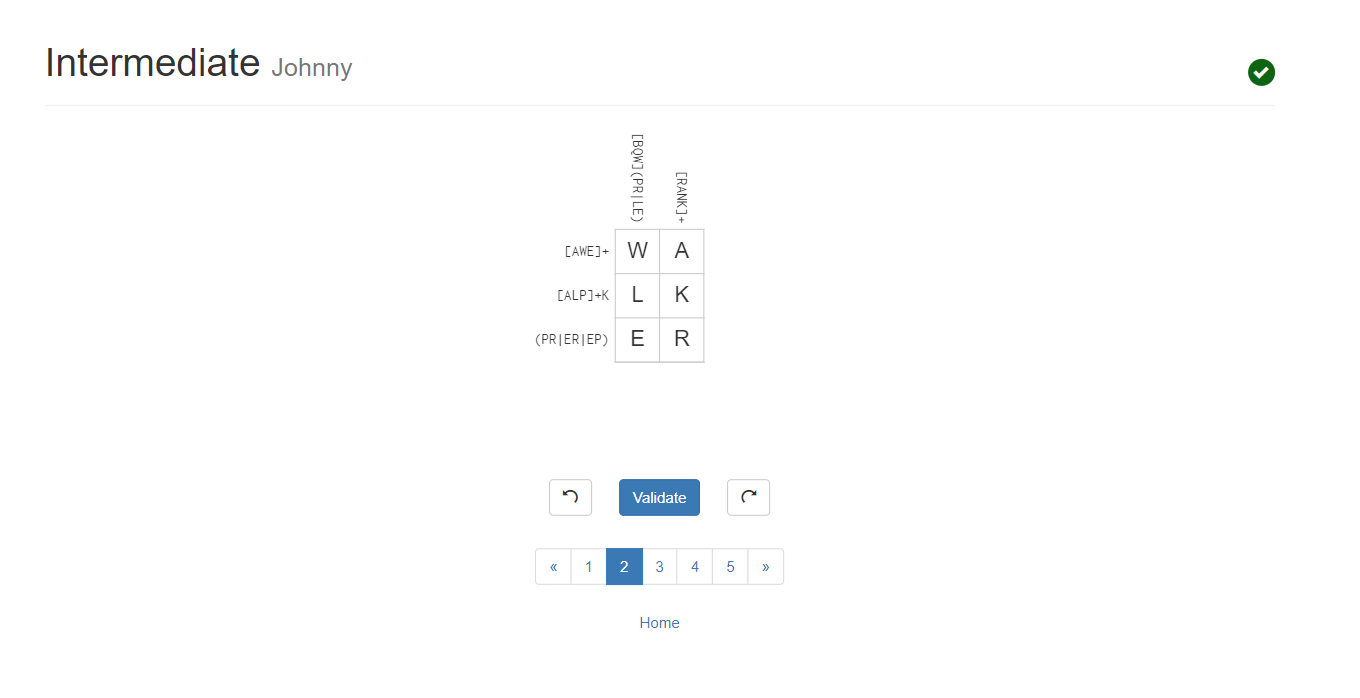 Intermediate Johnny
[BQW](PR|LE)
[RANK]+
[AWE]+ W A
[ALP]+K L K
(PR|ER|EP) E R
Validate
« 1 2 3 4 5 »
Home